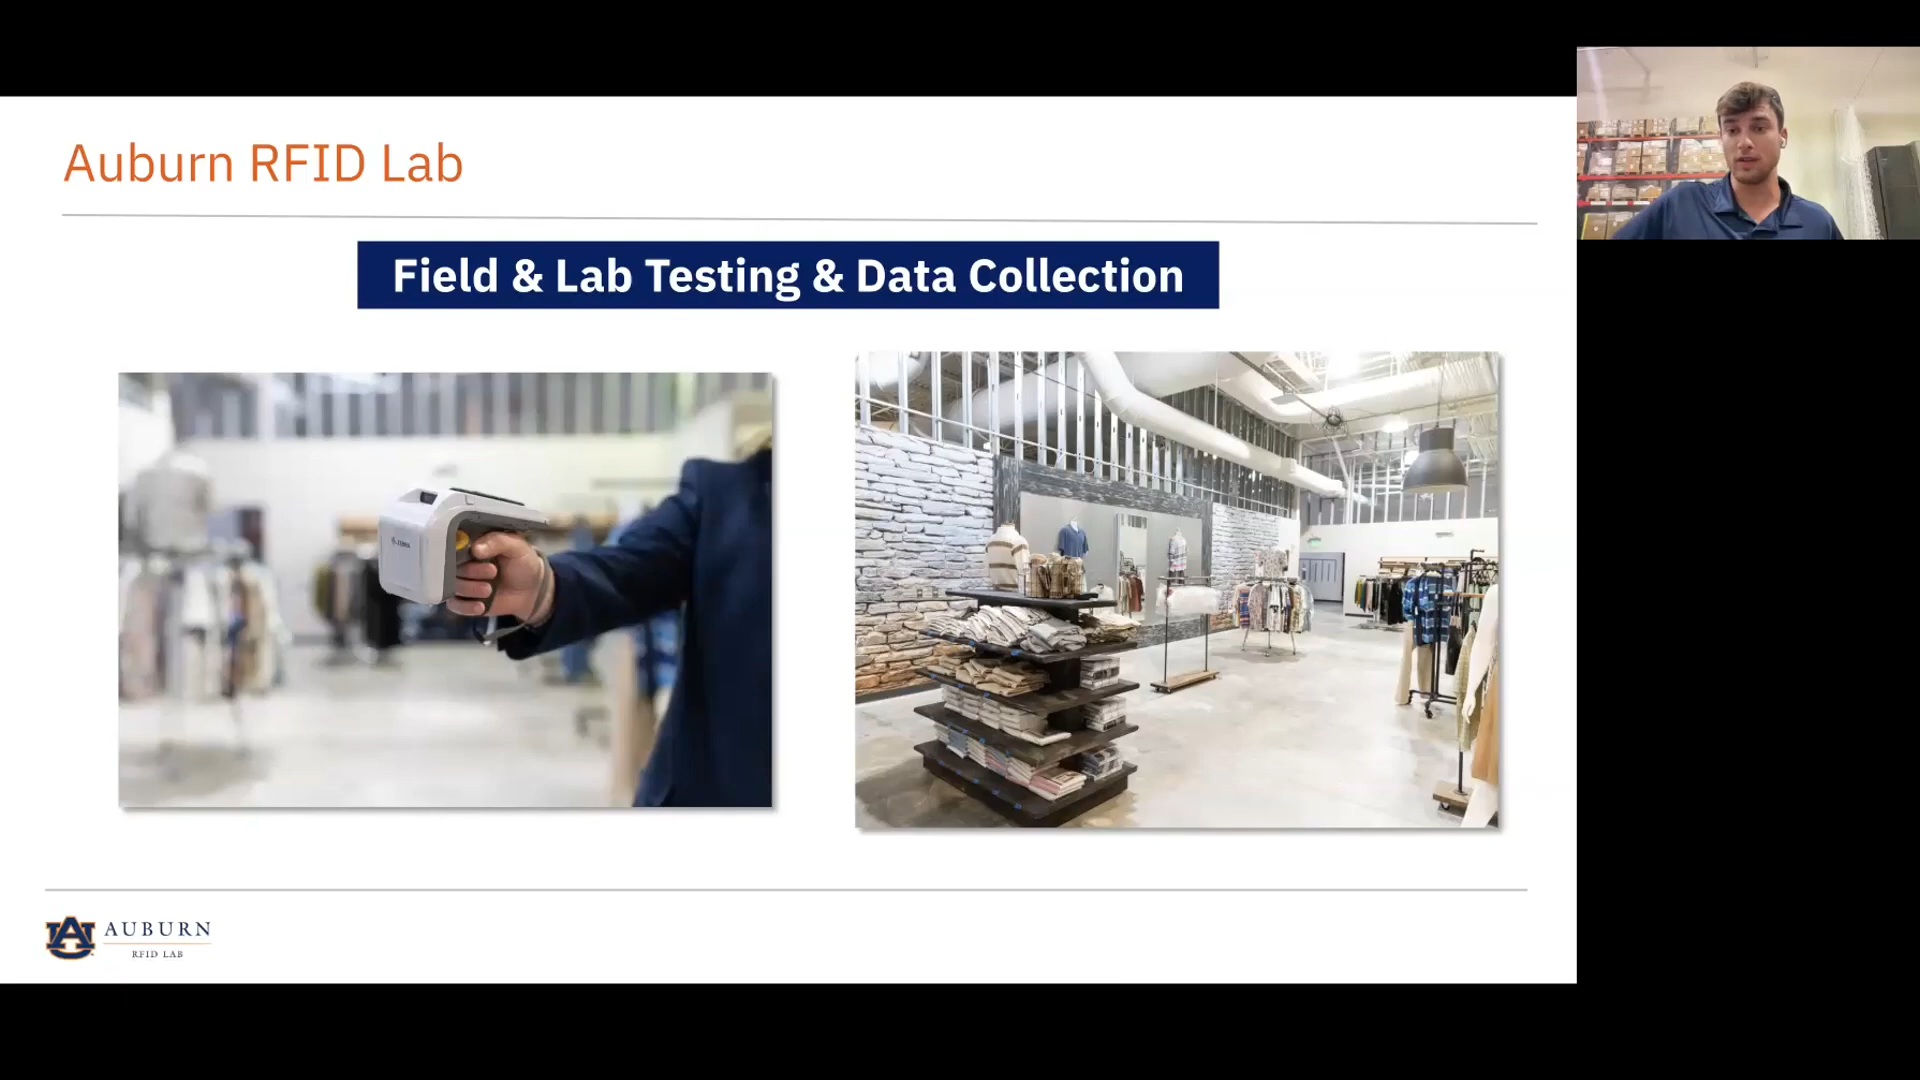 Auburn RFID Lab
Field & Lab Testing & Data Collection
AUBURN
RFID LAB